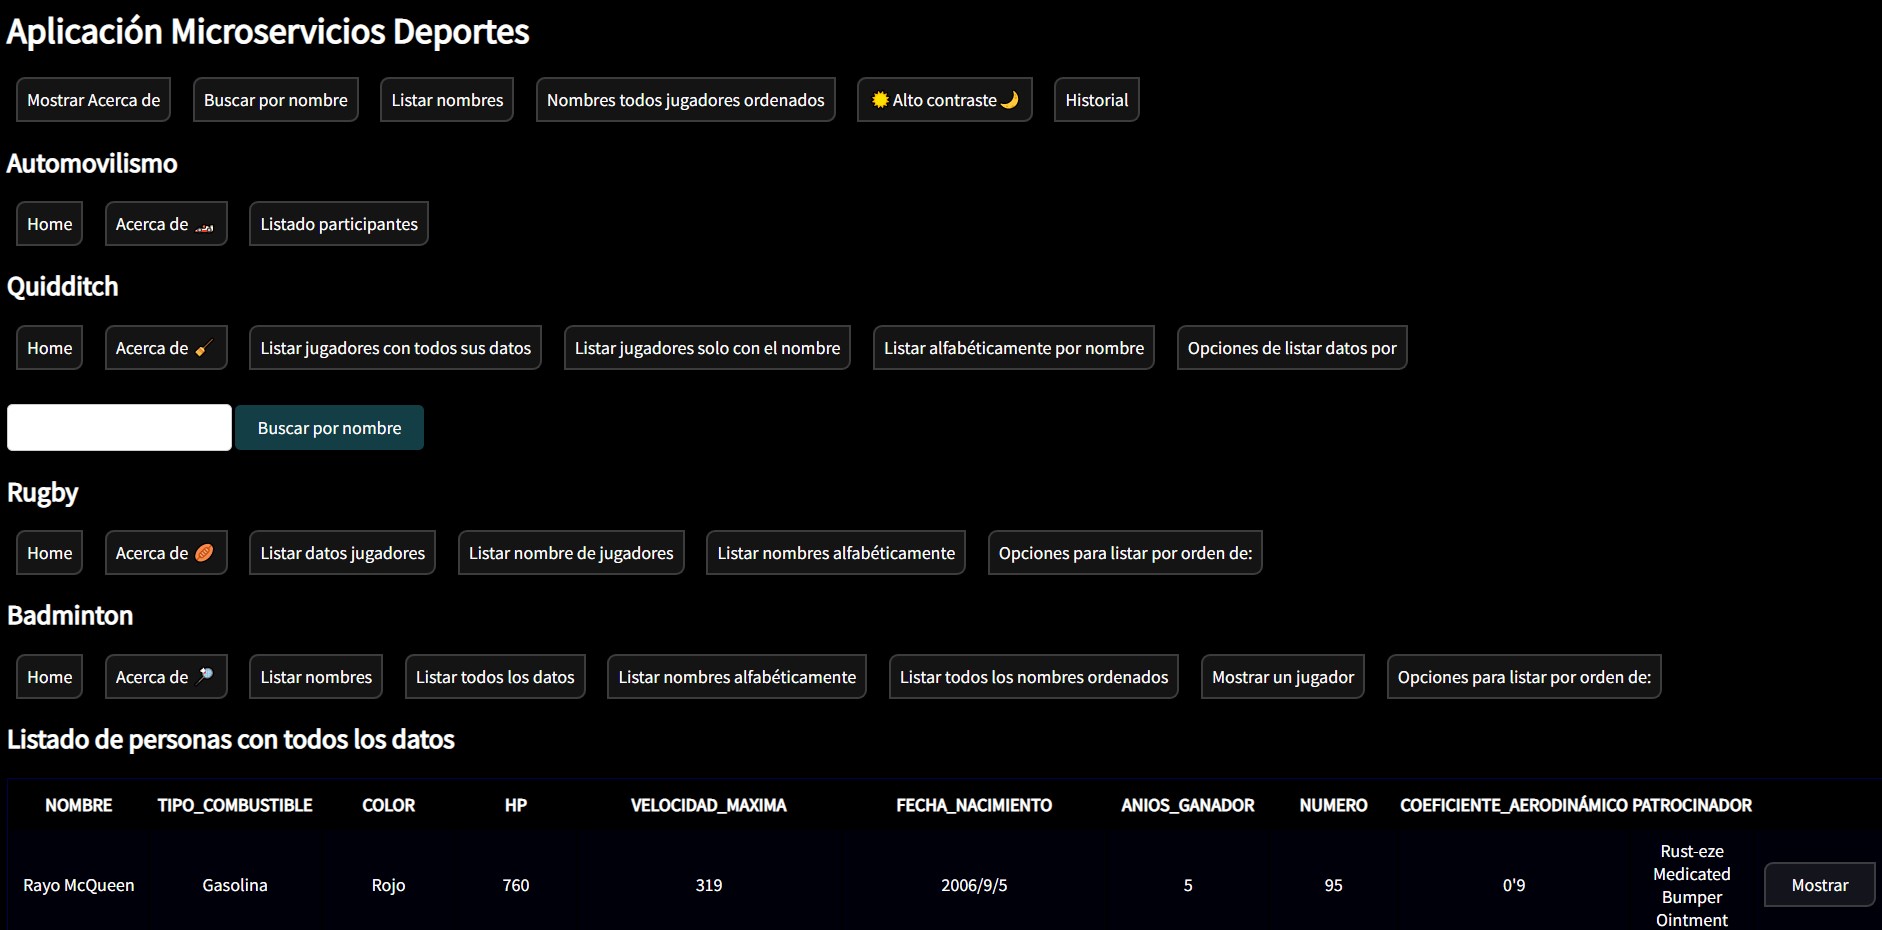 Aplicación Microservicios Deportes
Mostrar Acerca de Buscar por nombre Listar nombres Nombres todos jugadores ordenados Alto contraste Historial
Automovilismo
Home Acerca de Listado participantes
Quidditch
Home Acerca de Listar jugadores con todos sus datos Listar jugadores solo con el nombre Listar alfabéticamente por nombre Opciones de listar datos por
Buscar por nombre
Rugby
Home Acerca de Listar datos jugadores Listar nombre de jugadores Listar nombres alfabéticamente Opciones para listar por orden de:
Badminton
Home Acerca de Listar nombres Listar todos los datos Listar nombres alfabéticamente Listar todos los nombres ordenados Mostrar un jugador Opciones para listar por orden de:
Listado de personas con todos los datos
NOMBRE TIPO_COMBUSTIBLE COLOR HP VELOCIDAD_MAXIMA FECHA_NACIMIENTO ANIOS_GANADOR NUMERO COEFICIENTE_AERODINÁMICO PATROCINADOR
Rayo McQueen Gasolina Rojo 760 319 2006/9/5 5 95 0'9
Rust-eze
Medicated
Bumper
Ointment
Mostrar